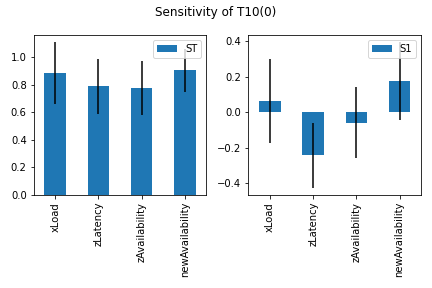 Sensitivity of T10(0)
ST
1.0
0.8
0.6
0.4
0.2
0.0
xLoad
zLatency
zAvailability
newAvailability
S1
0.4
0.2
0.0
−0.2
−0.4
xLoad
zLatency
zAvailability
newAvailability